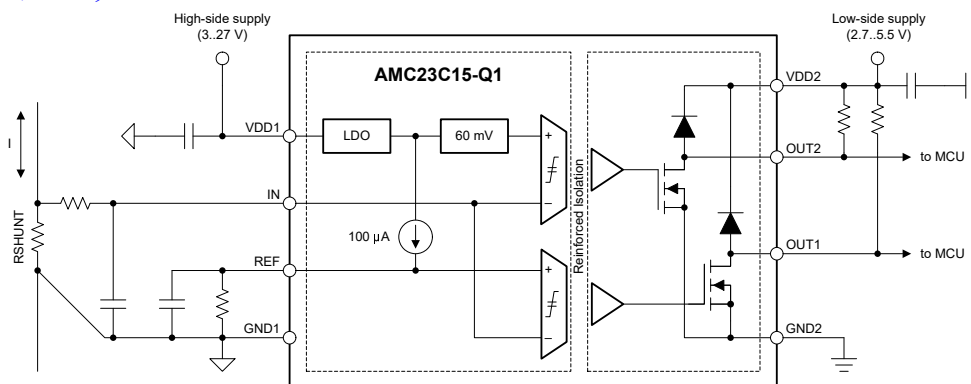 High-side supply
(3..27 V)
Low-side supply
(2.7..5.5 V)
AMC23C15-Q1
VDD1
LDO
60 mV
+
–
VDD2
OUT2
to MCU
I
IN
RSHUNT
100 µA
Reinforced Isolation
REF
+
–
OUT1
to MCU
GND1
GND2